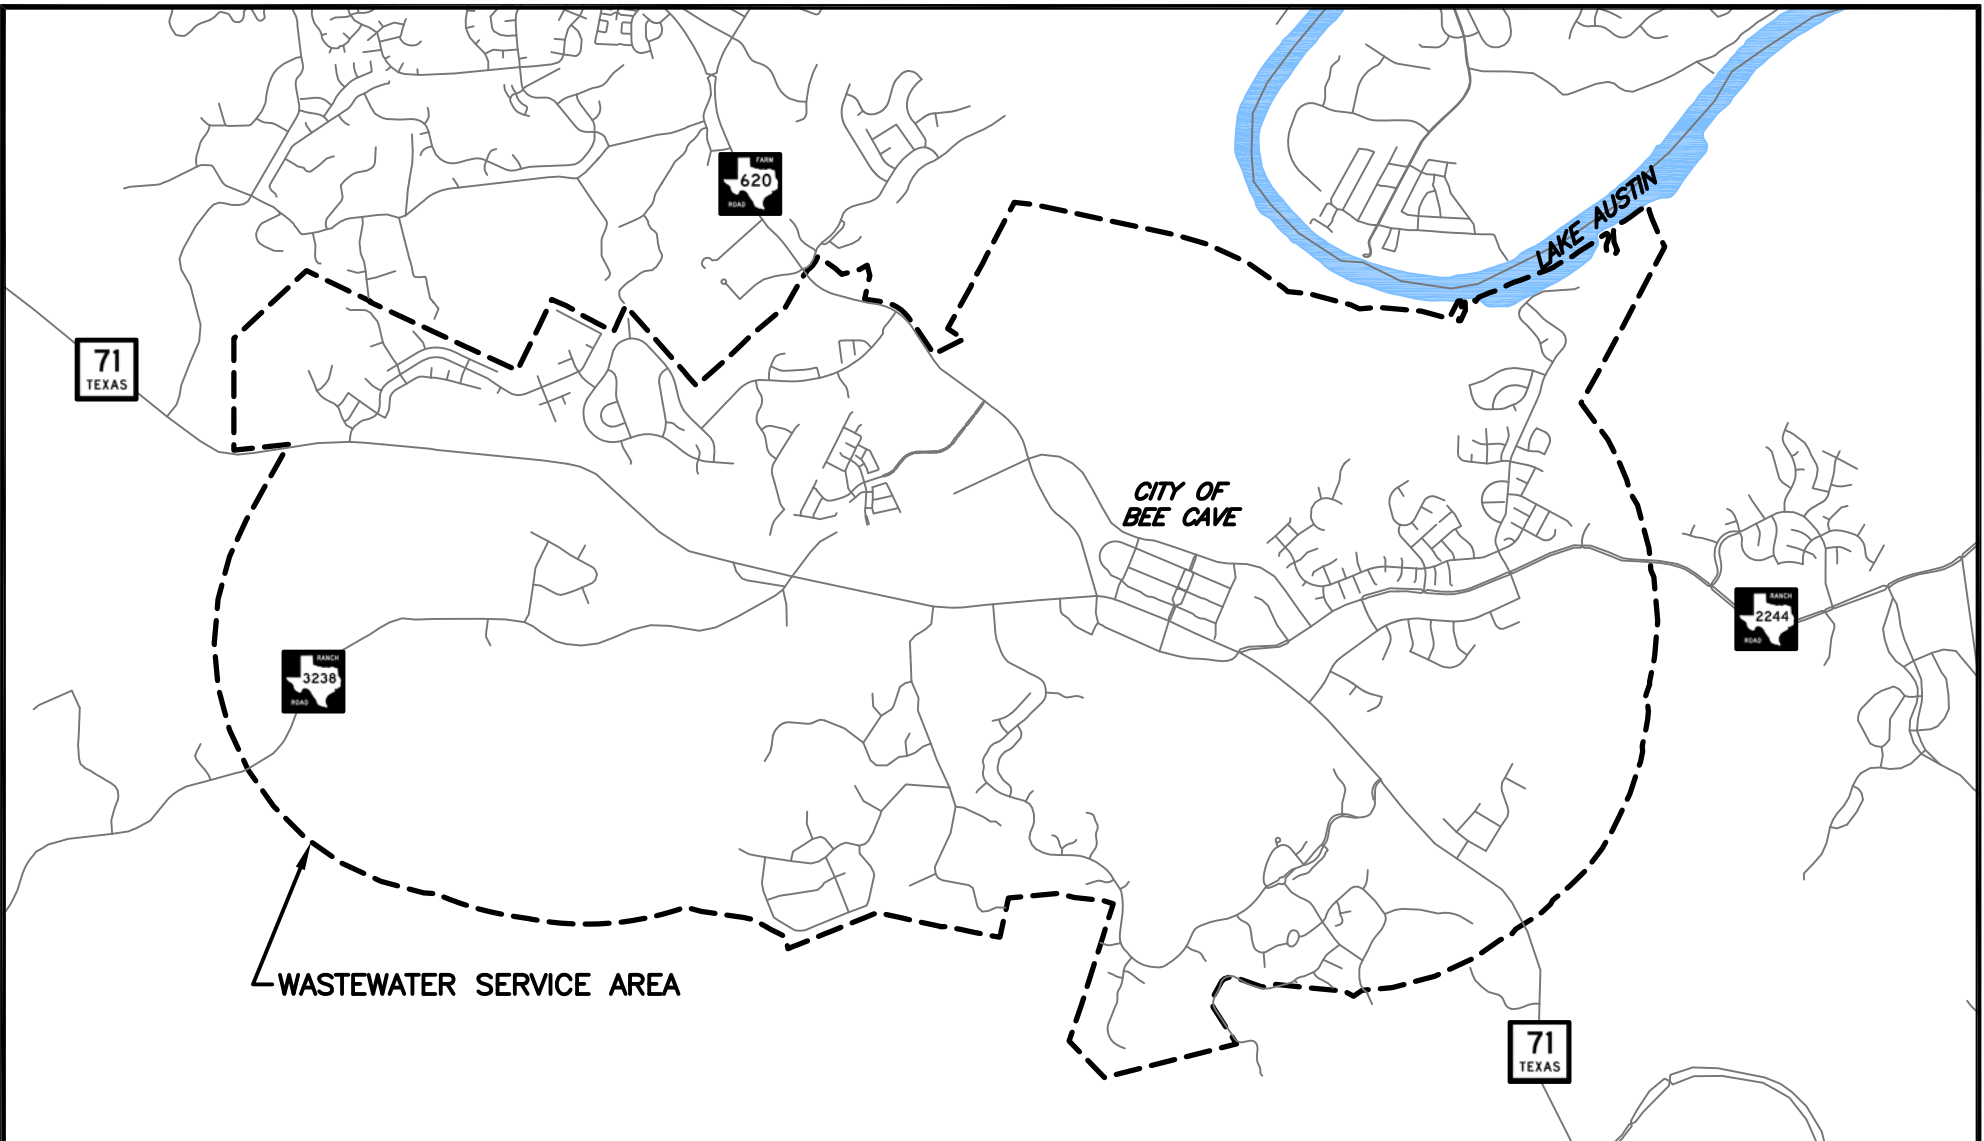 FARM
620
ROAD
LAKE AUSTIN
71
TEXAS
CITY OF
BEE CAVE
RANCH
2244
ROAD
RANCH
3238
ROAD
WASTEWATER SERVICE AREA
71
TEXAS